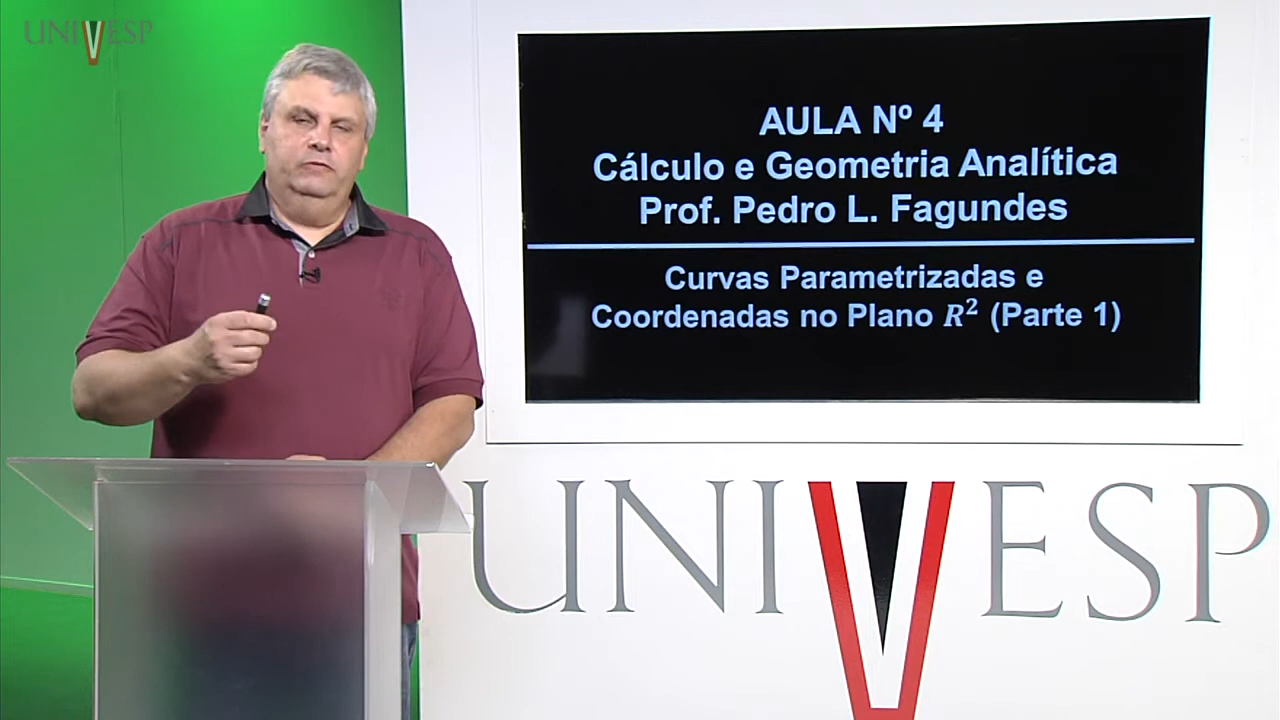 UNIVESP
AULA Nº 4
Cálculo e Geometria Analítica
Prof. Pedro L. Fagundes
Curvas Parametrizadas e
Coordenadas no Plano R² (Parte 1)
UNIVESP